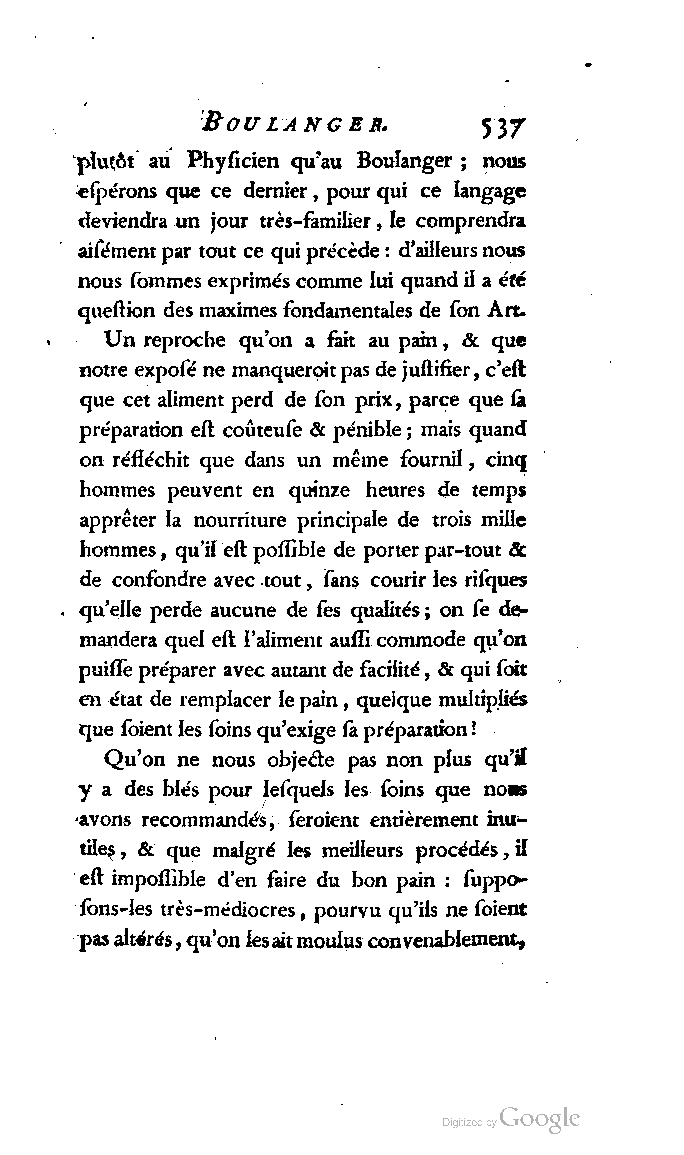 BOULANGER. 537
plutôt au Phyſicien qu'au Boulanger ; nous
eſpérons que ce dernier, pour qui ce langage
deviendra un jour très-familier, le comprendra
aiſément par tout ce qui précède : d'ailleurs nous
nous ſommes exprimés comme lui quand il a été
queſtion des maximes fondamentales de ſon Art.
Un reproche qu'on a fait au pain, & que
notre expoſé ne manqueroit pas de juſtifier, c'eſt
que cet aliment perd de ſon prix, parce que ſa
préparation eſt coûteuſe & pénible ; mais quand
on réfléchit que dans un même fournil, cinq
hommes peuvent en quinze heures de temps
apprêter la nourriture principale de trois mille
hommes, qu'il eſt poſſible de porter par-tout &
de confondre avec tout, ſans courir les riſques
qu'elle perde aucune de ſes qualités ; on ſe de-
mandera quel eſt l'aliment auſſi commode qu'on
puiſſe préparer avec autant de facilité, & qui ſoit
en état de remplacer le pain, quelque multipliés
que ſoient les ſoins qu'exige ſa préparation !
Qu'on ne nous objecte pas non plus qu'il
y a des blés pour leſquels les ſoins que nous
avons recommandés, ſeroient entièrement inu-
tiles, & que malgré les meilleurs procédés, il
eſt impoſſible d'en faire du bon pain : ſuppo-
ſons-les très-médiocres, pourvu qu'ils ne ſoient
pas altérés, qu'on les ait moulus convenablement,
Digitized by Google